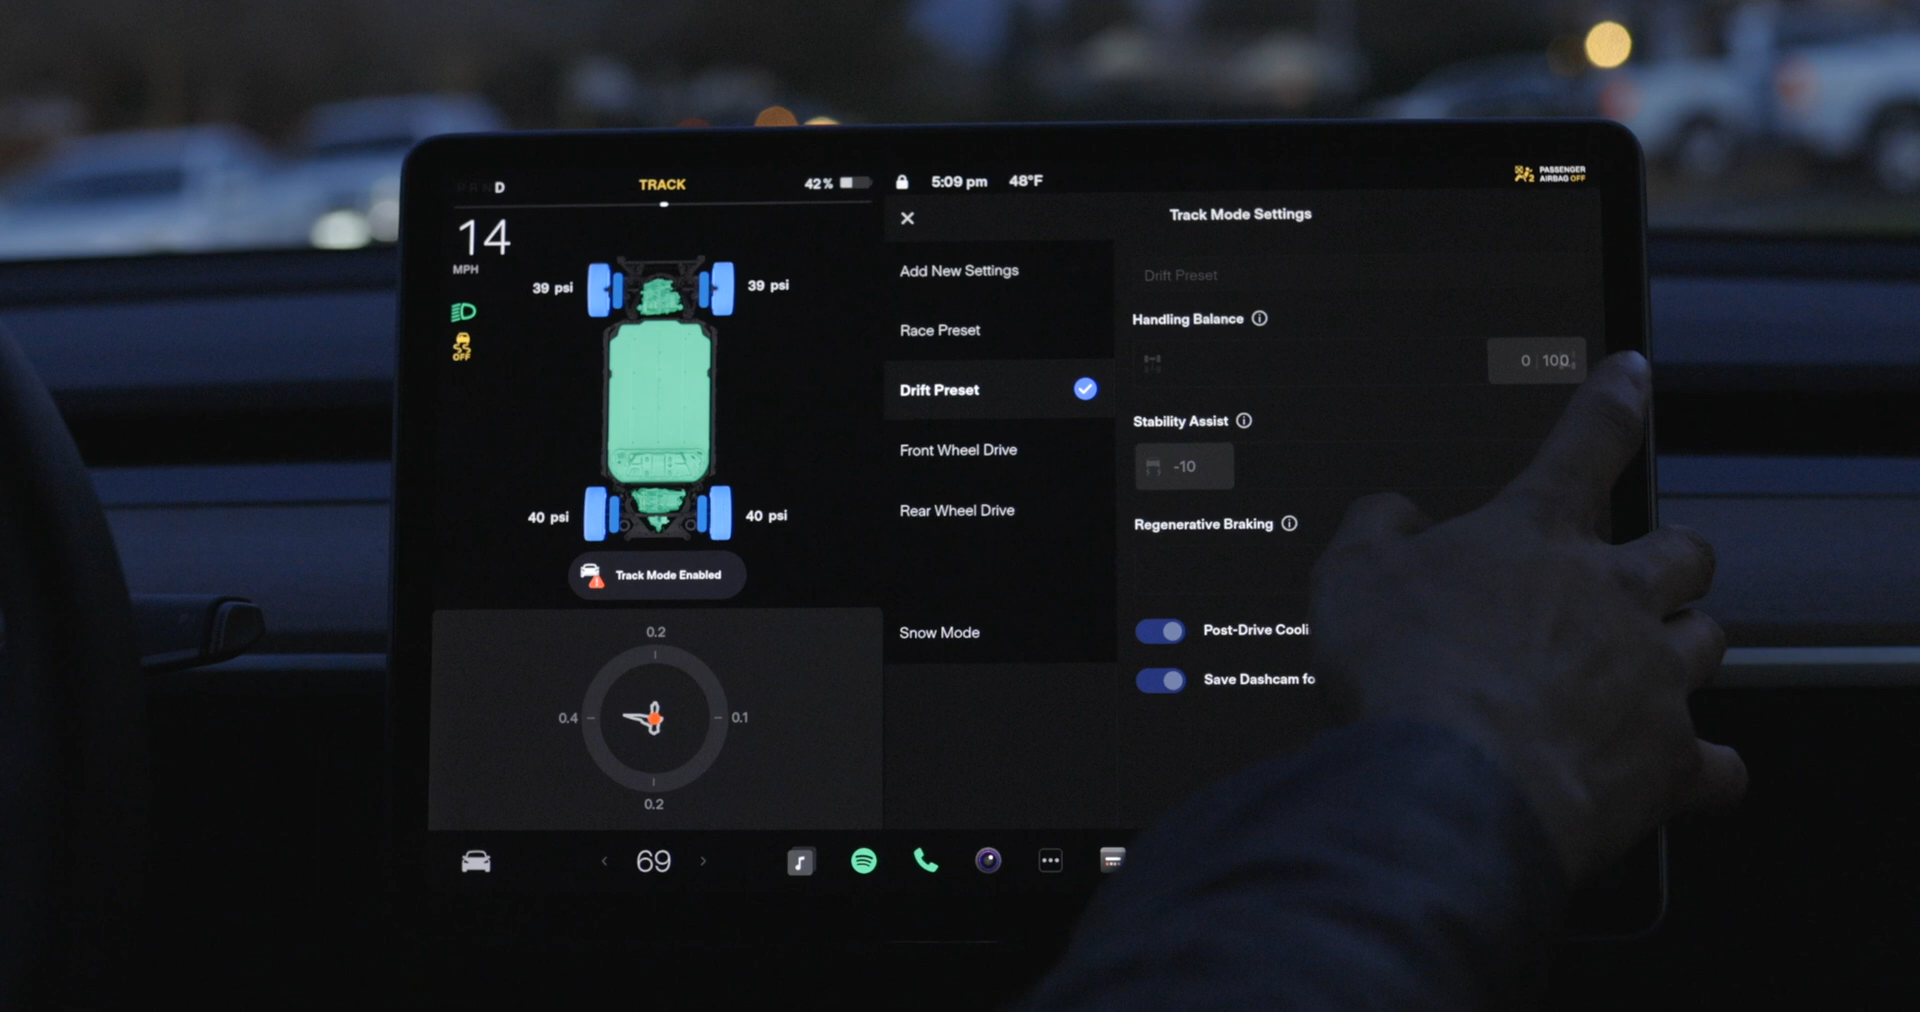 P R N D
TRACK
42%
5:09 pm
48°F
PASSENGER
AIRBAG OFF
14
MPH
OFF
39 psi
39 psi
40 psi
40 psi
Track Mode Enabled
0.2
0.4
0.1
0.2
Track Mode Settings
Add New Settings
Race Preset
Drift Preset
Front Wheel Drive
Rear Wheel Drive
Snow Mode
Drift Preset
Handling Balance
0 | 100
Stability Assist
-10
Regenerative Braking
Post-Drive Cooli
Save Dashcam fo
69